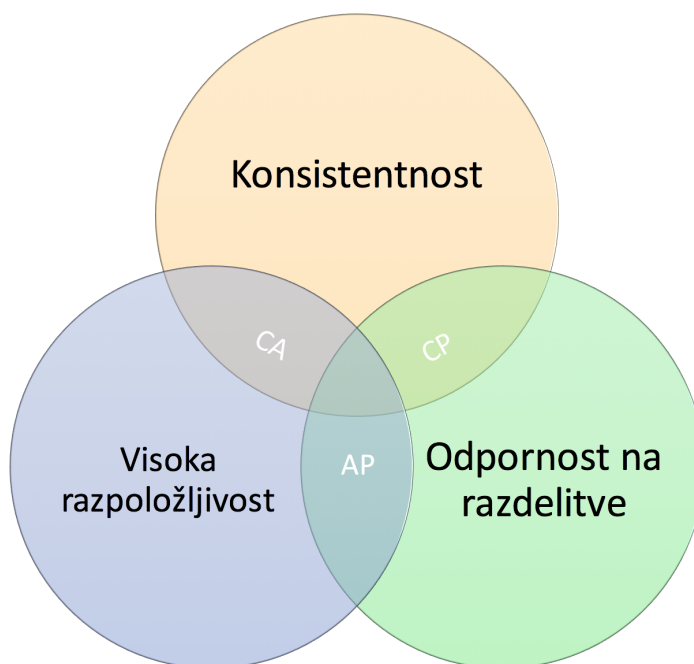 Konsistentnost
CA
CP
Visoka
razpoložljivost
AP
Odpornost na
razdelitve